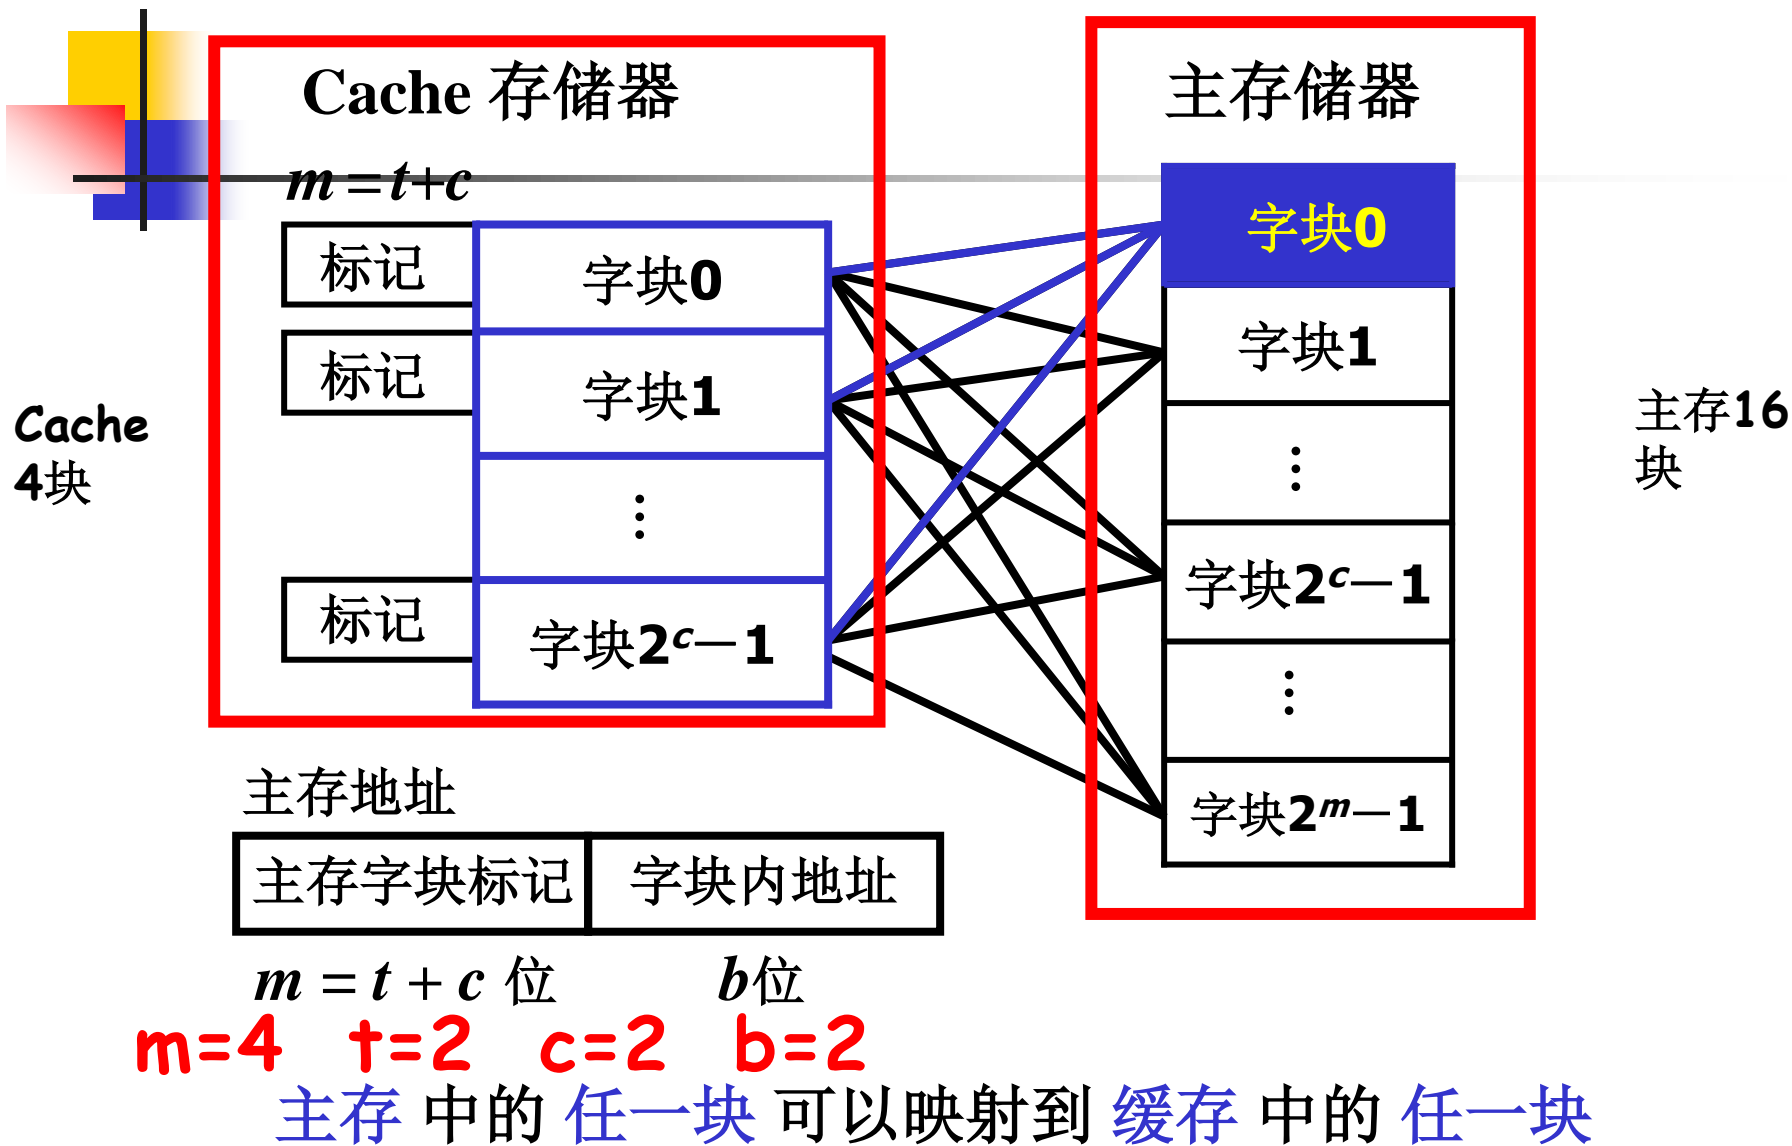 Cache 存储器
主存储器
m = t+c
标记
字块0
标记
字块1
⋮
标记
字块2ᶜ—1
字块0
字块1
⋮
字块2ᶜ—1
⋮
字块2ᵐ—1
Cache
4块
主存16
块
主存地址
主存字块标记 字块内地址
m = t + c 位 b位
m=4 t=2 c=2 b=2
主存 中的 任一块 可以映射到 缓存 中的 任一块